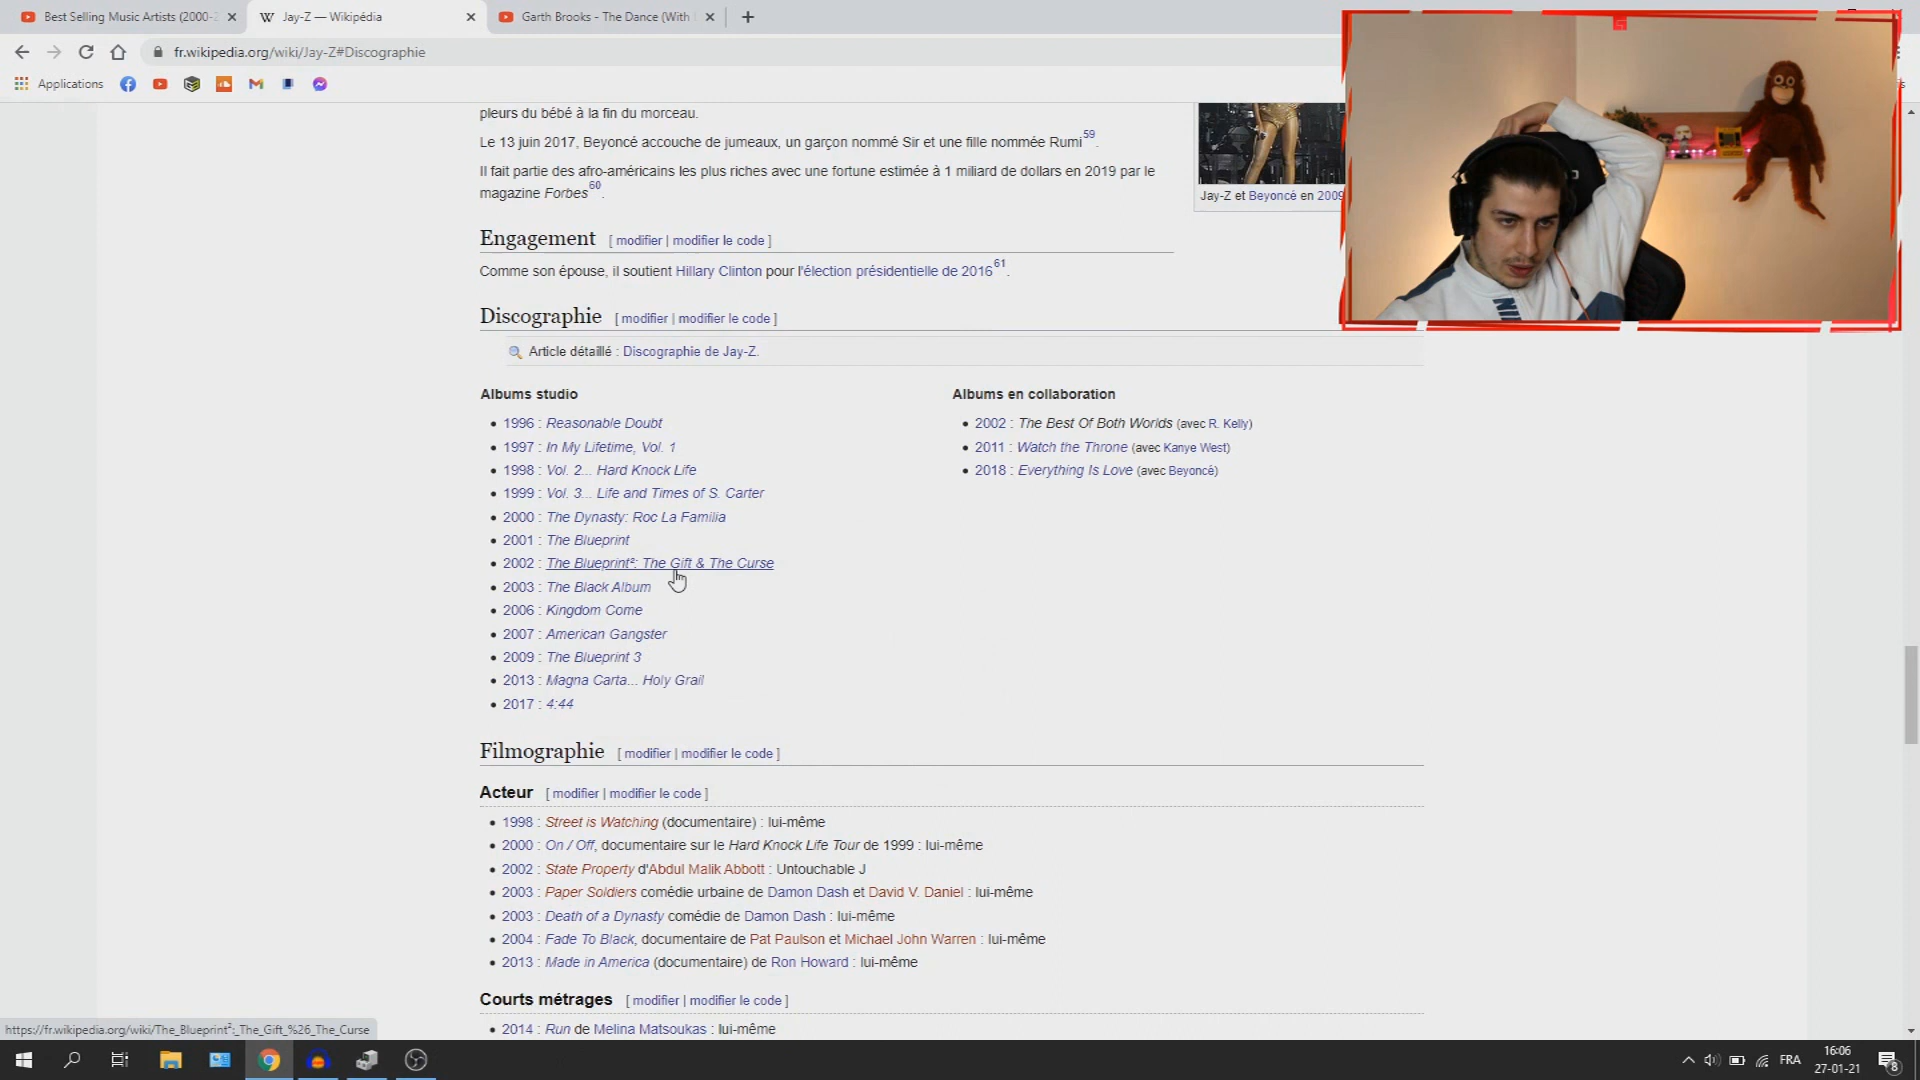 Best Selling Music Artists (2000-
Jay-Z — Wikipédia
Garth Brooks - The Dance (With
fr.wikipedia.org/wiki/Jay-Z#Discographie
Applications
pleurs du bébé à la fin du morceau.
Le 13 juin 2017, Beyoncé accouche de jumeaux, un garçon nommé Sir et une fille nommée Rumi59.
Il fait partie des afro-américains les plus riches avec une fortune estimée à 1 miliard de dollars en 2019 par le
magazine Forbes60.
Jay-Z et Beyoncé en 2009
Engagement [ modifier | modifier le code ]
Comme son épouse, il soutient Hillary Clinton pour l'élection présidentielle de 201661.
Discographie [ modifier | modifier le code ]
Article détaillé : Discographie de Jay-Z.
Albums studio
• 1996 : Reasonable Doubt
• 1997 : In My Lifetime, Vol. 1
• 1998 : Vol. 2... Hard Knock Life
• 1999 : Vol. 3... Life and Times of S. Carter
• 2000 : The Dynasty: Roc La Familia
• 2001 : The Blueprint
• 2002 : The Blueprint²: The Gift & The Curse
• 2003 : The Black Album
• 2006 : Kingdom Come
• 2007 : American Gangster
• 2009 : The Blueprint 3
• 2013 : Magna Carta... Holy Grail
• 2017 : 4:44
Albums en collaboration
• 2002 : The Best Of Both Worlds (avec R. Kelly)
• 2011 : Watch the Throne (avec Kanye West)
• 2018 : Everything Is Love (avec Beyoncé)
Filmographie [ modifier | modifier le code ]
Acteur [ modifier | modifier le code ]
• 1998 : Street is Watching (documentaire) : lui-même
• 2000 : On / Off, documentaire sur le Hard Knock Life Tour de 1999 : lui-même
• 2002 : State Property d'Abdul Malik Abbott : Untouchable J
• 2003 : Paper Soldiers comédie urbaine de Damon Dash et David V. Daniel : lui-même
• 2003 : Death of a Dynasty comédie de Damon Dash : lui-même
• 2004 : Fade To Black, documentaire de Pat Paulson et Michael John Warren : lui-même
• 2013 : Made in America (documentaire) de Ron Howard : lui-même
Courts métrages [ modifier | modifier le code ]
• 2014 : Run de Melina Matsoukas : lui-même
https://fr.wikipedia.org/wiki/The_Blueprint²:_The_Gift_%26_The_Curse
FRA
16:06
27-01-21
8